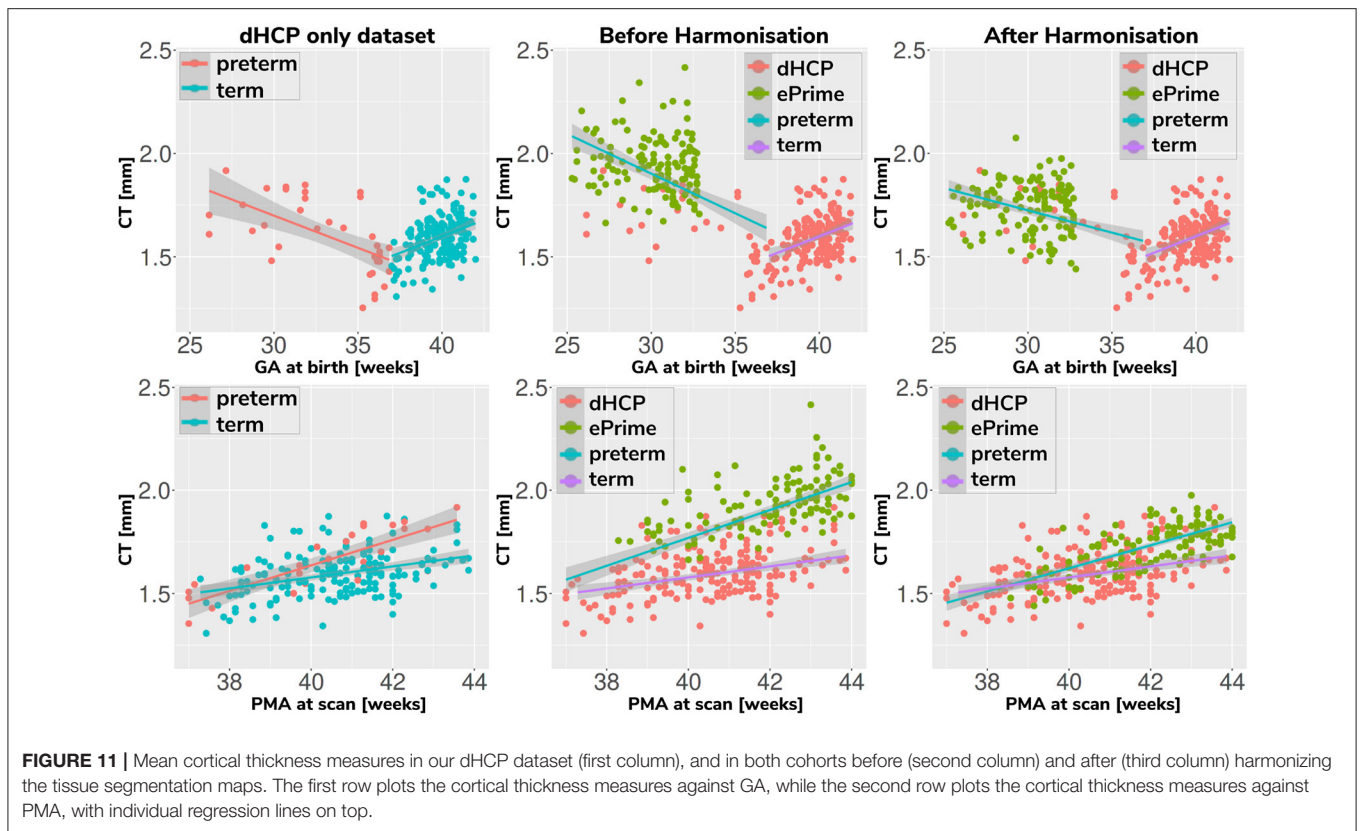 dHCP only dataset
Before Harmonisation
After Harmonisation
2.5
2.0
1.5
CT [mm]
preterm
term
25
30
35
40
GA at birth [weeks]
2.5
2.0
1.5
CT [mm]
dHCP
ePrime
preterm
term
25
30
35
40
GA at birth [weeks]
2.5
2.0
1.5
CT [mm]
dHCP
ePrime
preterm
term
25
30
35
40
GA at birth [weeks]
2.5
2.0
1.5
CT [mm]
preterm
term
38
40
42
44
PMA at scan [weeks]
2.5
2.0
1.5
CT [mm]
dHCP
ePrime
preterm
term
38
40
42
44
PMA at scan [weeks]
2.5
2.0
1.5
CT [mm]
dHCP
ePrime
preterm
term
38
40
42
44
PMA at scan [weeks]
FIGURE 11 | Mean cortical thickness measures in our dHCP dataset (first column), and in both cohorts before (second column) and after (third column) harmonizing
the tissue segmentation maps. The first row plots the cortical thickness measures against GA, while the second row plots the cortical thickness measures against
PMA, with individual regression lines on top.